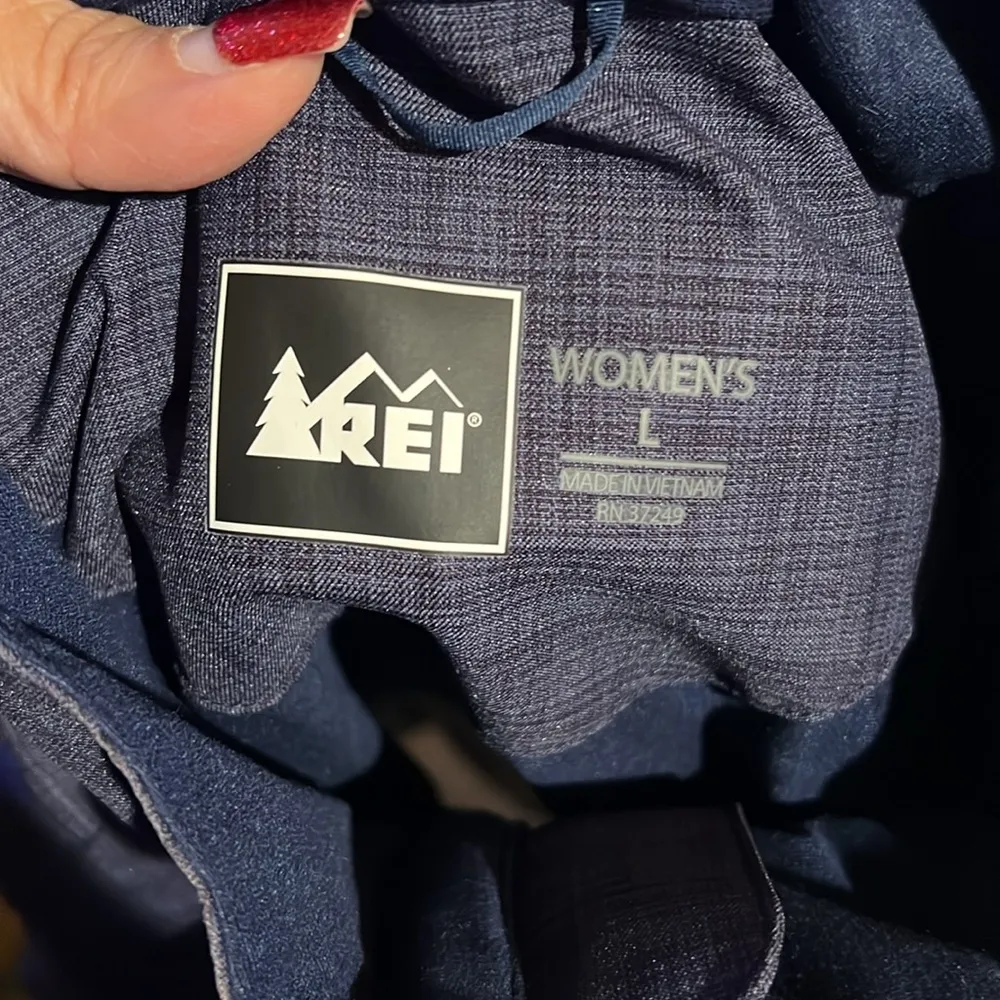 REI®
WOMEN'S
L
MADE IN VIETNAM
RN 37249